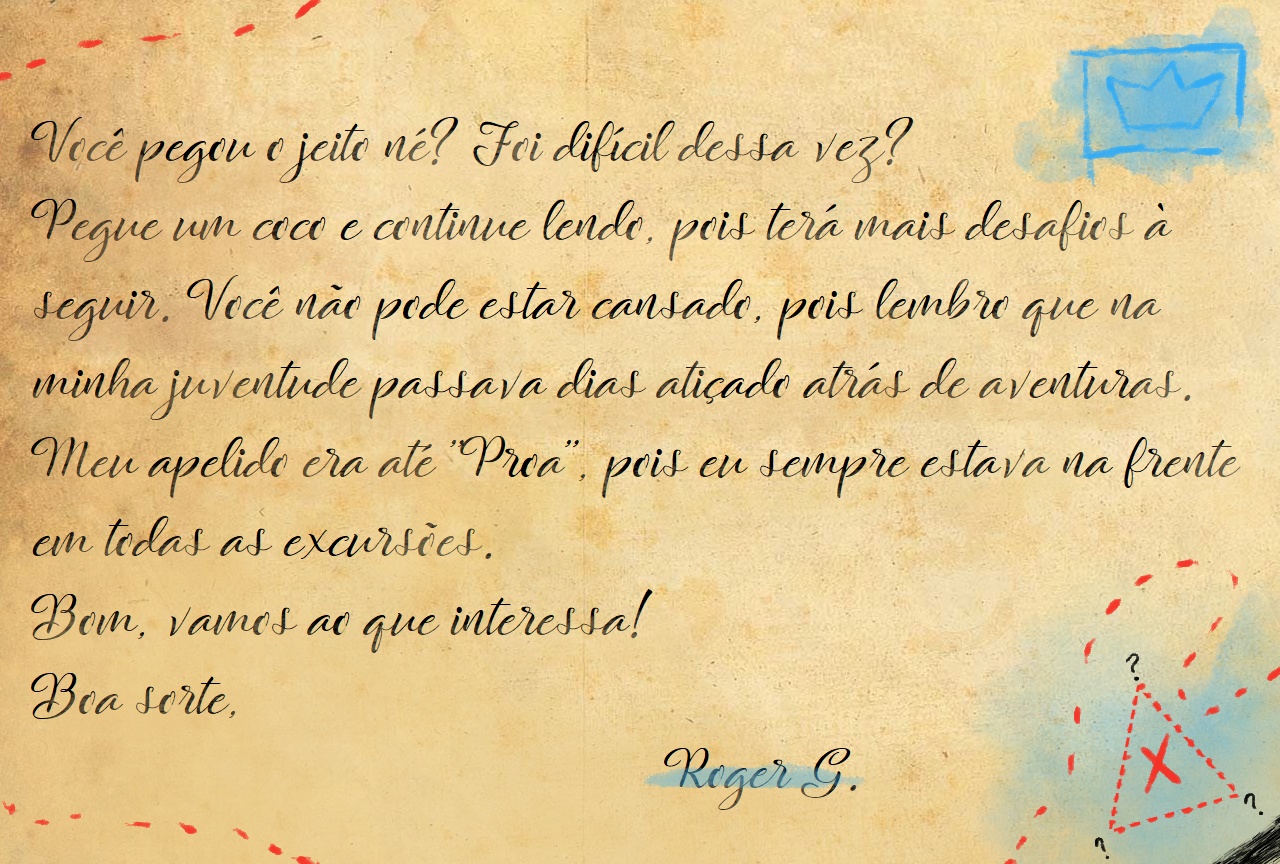 Você pegou o jeito né? Foi difícil dessa vez?
Pegue um coco e continue lendo, pois terá mais desafios à
seguir. Você não pode estar cansado, pois lembro que na
minha juventude passava dias atiçado atrás de aventuras.
Meu apelido era até "Proa", pois eu sempre estava na frente
em todas as excursões.
Bom, vamos ao que interessa!
Boa sorte,
Roger G.
?
?
?